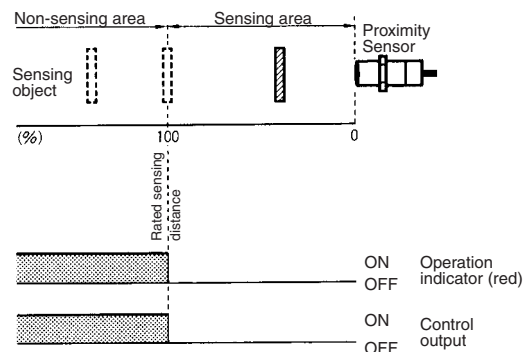 Non-sensing area
Sensing area
Proximity
Sensor
Sensing
object
(%)
100
0
Rated sensing
distance
ON
OFF
Operation
indicator (red)
ON
OFF
Control
output